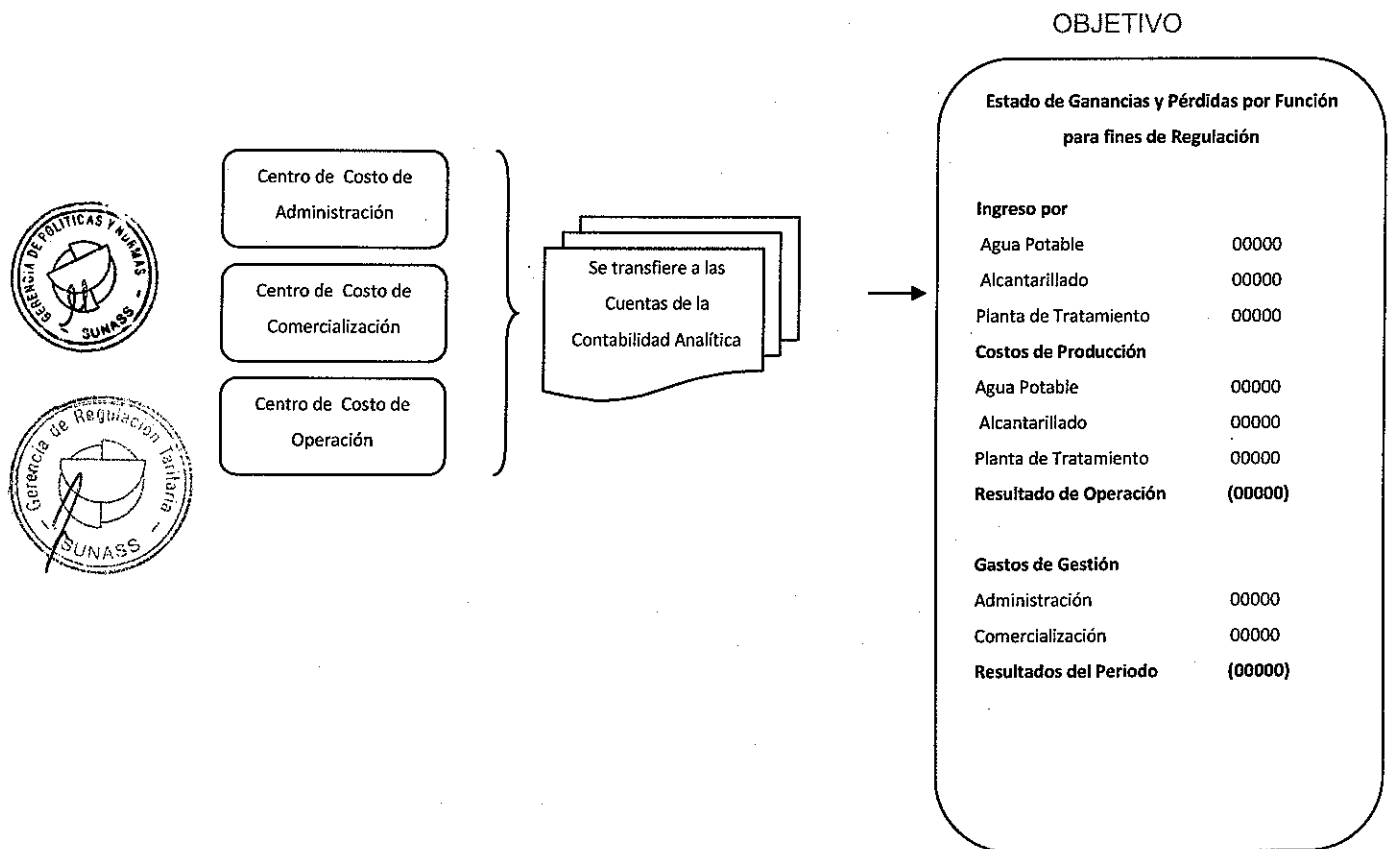 OBJETIVO
GERENCIA DE POLITICAS Y NORMAS
- SUNASS -
Gerencia de Regulación Tarifaria
- SUNASS -
Centro de Costo de
Administración
Centro de Costo de
Comercialización
Centro de Costo de
Operación
Se transfiere a las
Cuentas de la
Contabilidad Analítica
Estado de Ganancias y Pérdidas por Función
para fines de Regulación
Ingreso por
Agua Potable 00000
Alcantarillado 00000
Planta de Tratamiento 00000
Costos de Producción
Agua Potable 00000
Alcantarillado 00000
Planta de Tratamiento 00000
Resultado de Operación (00000)
Gastos de Gestión
Administración 00000
Comercialización 00000
Resultados del Periodo (00000)